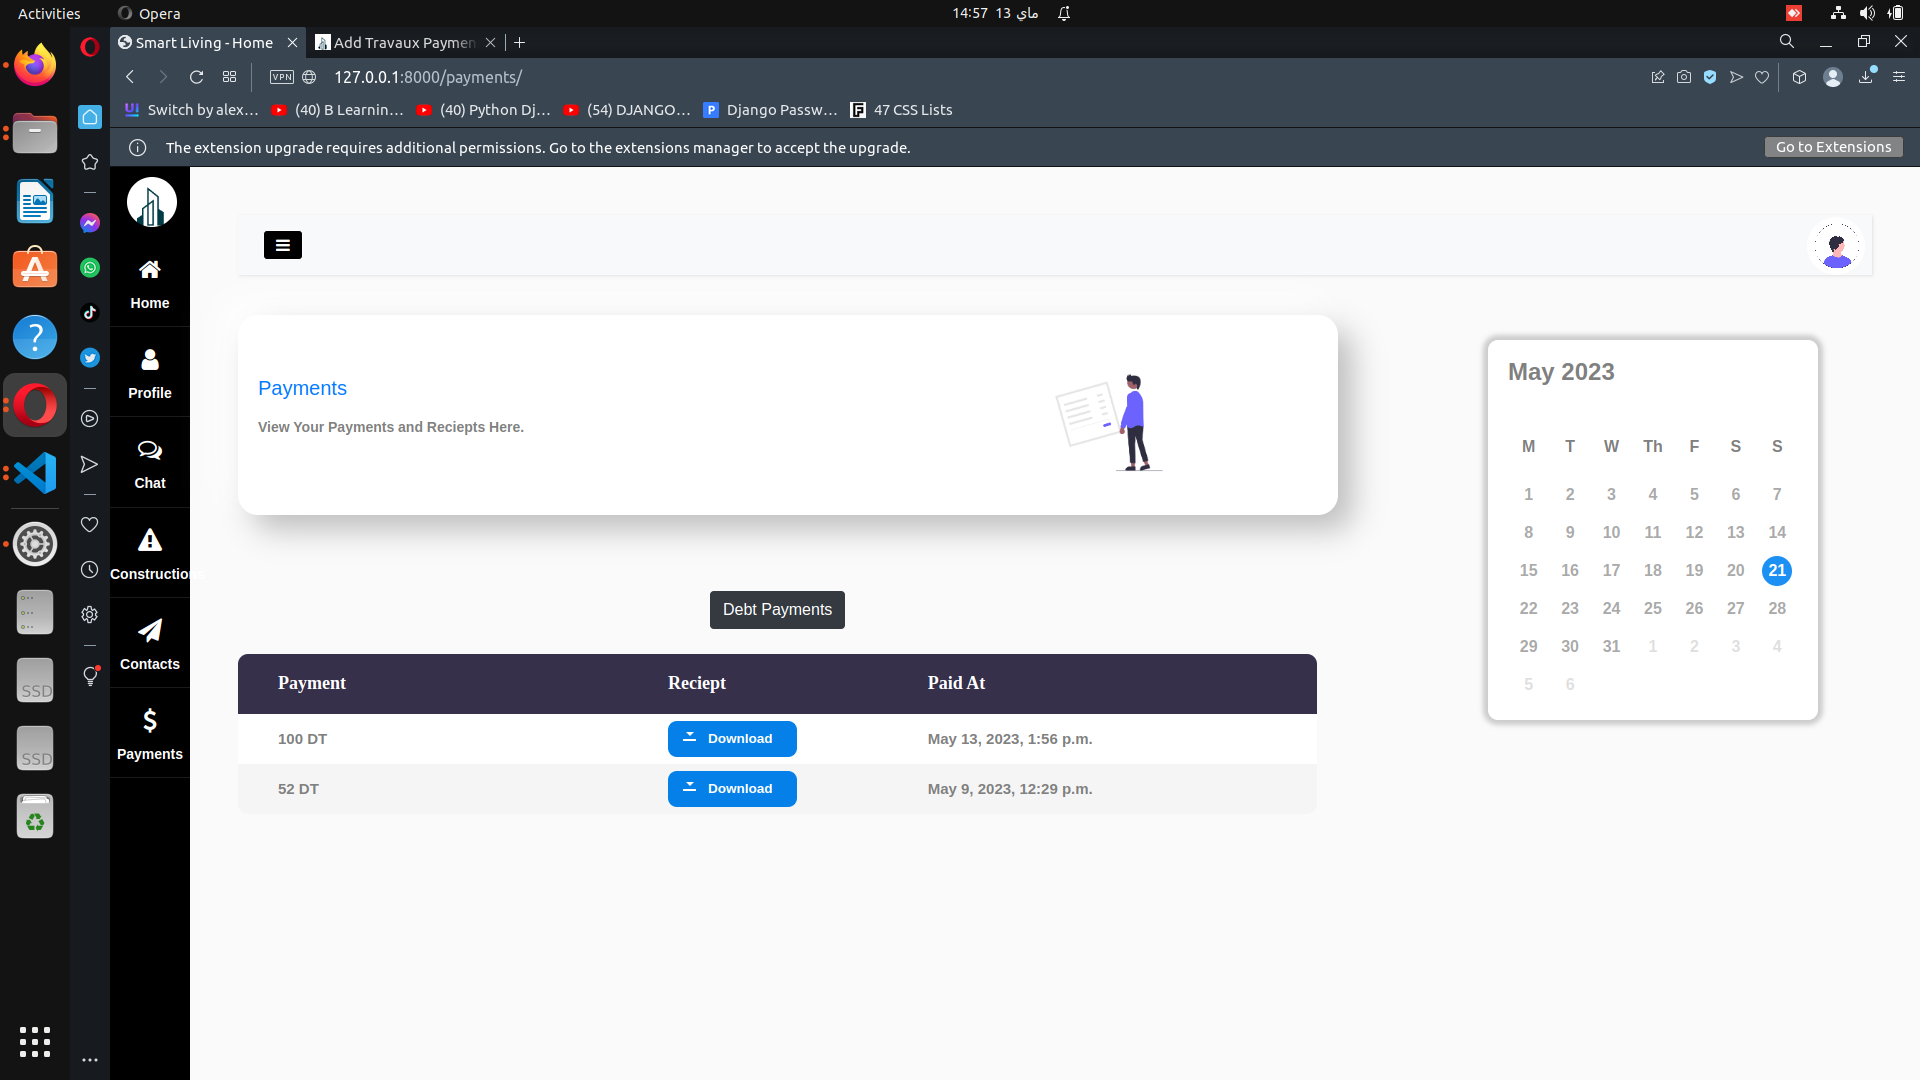 Activities
Opera
14:57 13 ماي
Smart Living - Home
Add Travaux Paymen
VPN
127.0.0.1:8000/payments/
Switch by alex...
(40) B Learnin...
(40) Python Dj...
(54) DJANGO...
P
Django Passw...
47 CSS Lists
The extension upgrade requires additional permissions. Go to the extensions manager to accept the upgrade.
Go to Extensions
Home
Profile
Chat
Construction
Contacts
Payments
Payments
View Your Payments and Reciepts Here.
Debt Payments
Payment Reciept Paid At
100 DT Download May 13, 2023, 1:56 p.m.
52 DT Download May 9, 2023, 12:29 p.m.
May 2023
M T W Th F S S
1 2 3 4 5 6 7
8 9 10 11 12 13 14
15 16 17 18 19 20 21
22 23 24 25 26 27 28
29 30 31 1 2 3 4
5 6
SSD
SSD